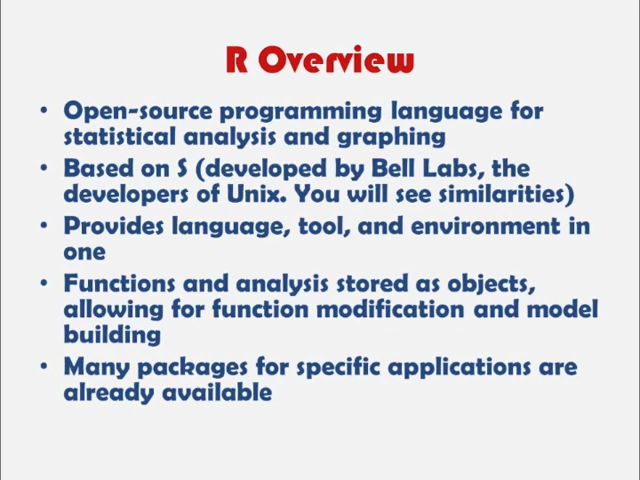 R Overview
• Open-source programming language for
statistical analysis and graphing
• Based on S (developed by Bell Labs, the
developers of Unix. You will see similarities)
• Provides language, tool, and environment in
one
• Functions and analysis stored as objects,
allowing for function modification and model
building
• Many packages for specific applications are
already available